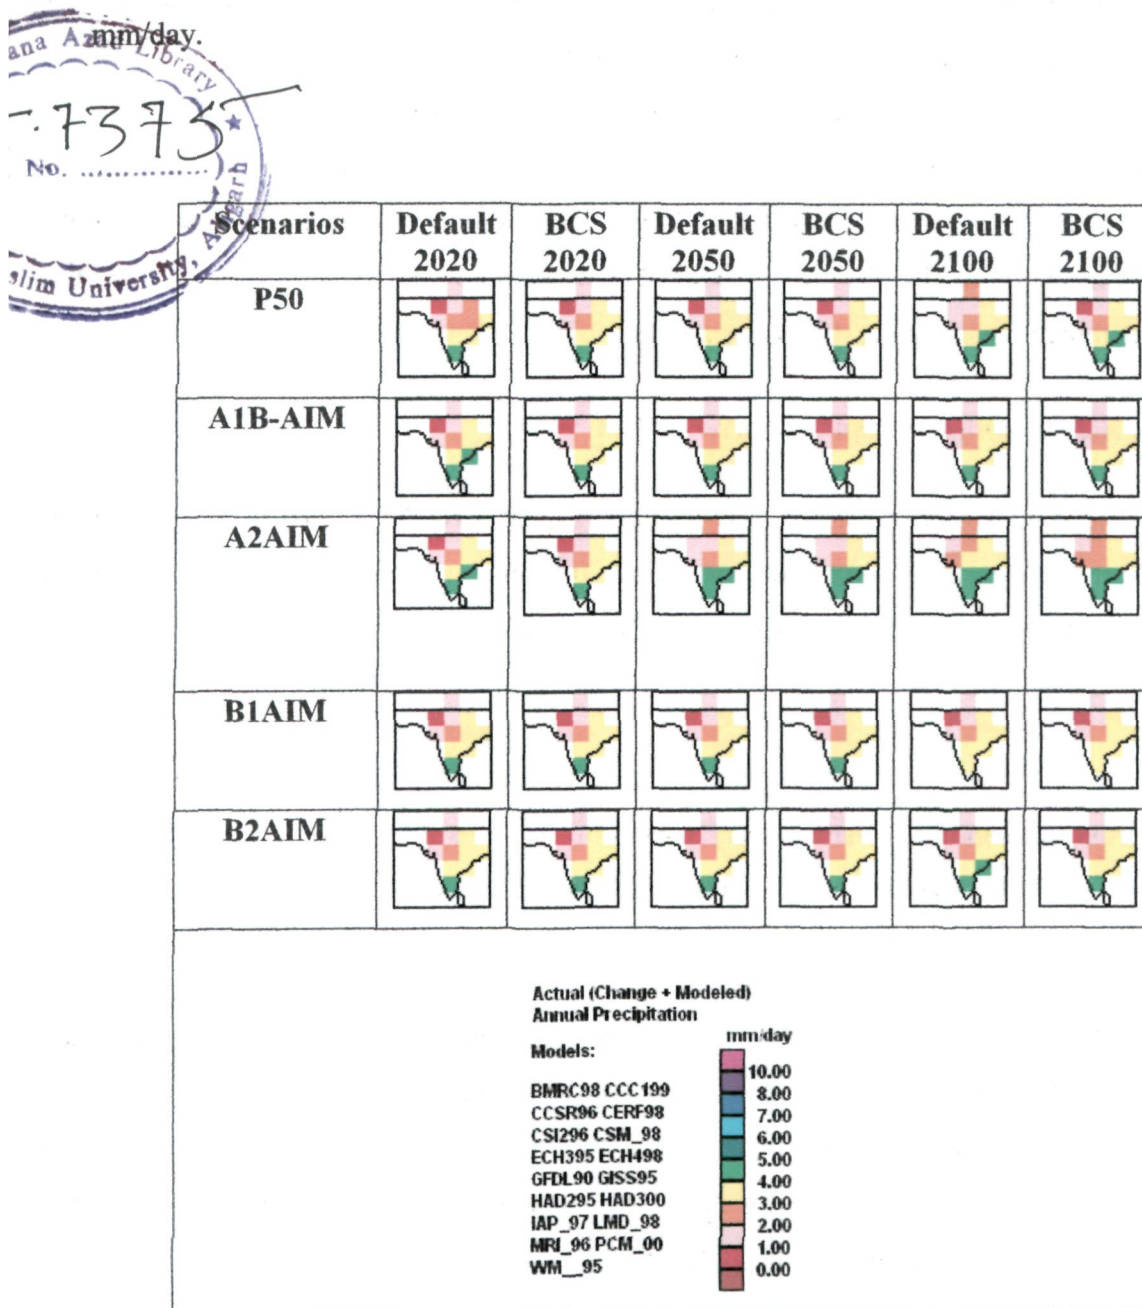 mm/day.
ana Azad Library
7375
No. ..............
slim University, Aligarh
Scenarios Default 2020 BCS 2020 Default 2050 BCS 2050 Default 2100 BCS 2100
P50
A1B-AIM
A2AIM
B1AIM
B2AIM
Actual (Change + Modeled)
Annual Precipitation
mm/day
Models:
BMRC98 CCC199
CCSR96 CERF98
CSI296 CSM_98
ECH395 ECH498
GFDL90 GISS95
HAD295 HAD300
IAP_97 LMD_98
MRI_96 PCM_00
WM__95
10.00
8.00
7.00
6.00
5.00
4.00
3.00
2.00
1.00
0.00